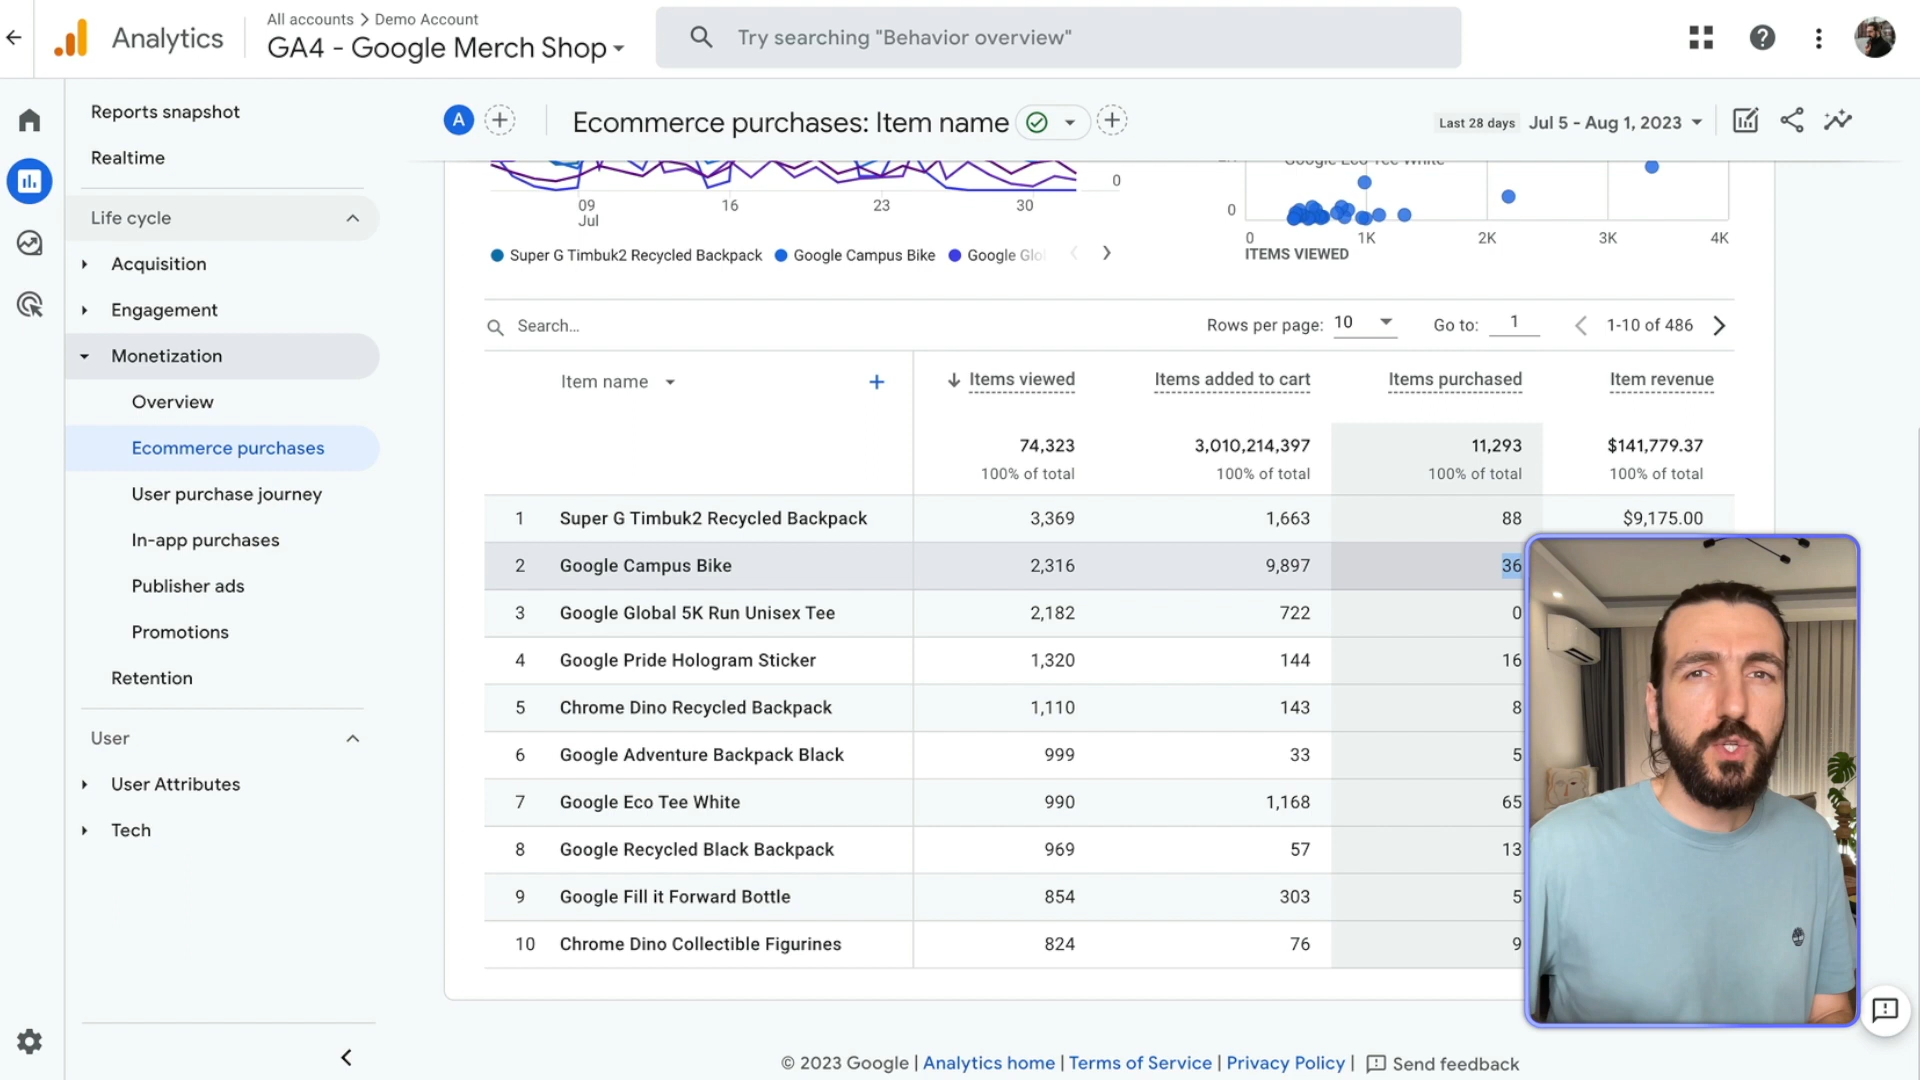 All accounts > Demo Account
Analytics
GA4 - Google Merch Shop
Try searching "Behavior overview"
Reports snapshot
Realtime
Life cycle
Acquisition
Engagement
Monetization
Overview
Ecommerce purchases
User purchase journey
In-app purchases
Publisher ads
Promotions
Retention
User
User Attributes
Tech
A
Ecommerce purchases: Item name
Last 28 days Jul 5 - Aug 1, 2023
0
09 16 23 30
Jul
Super G Timbuk2 Recycled Backpack Google Campus Bike Google Glo
Google Eco Tee White
0
0 1K 2K 3K 4K
ITEMS VIEWED
Search...
Rows per page: 10 Go to: 1 1-10 of 486
Item name + Items viewed Items added to cart Items purchased Item revenue
74,323 3,010,214,397 11,293 $141,779.37
100% of total 100% of total 100% of total 100% of total
1 Super G Timbuk2 Recycled Backpack 3,369 1,663 88 $9,175.00
2 Google Campus Bike 2,316 9,897 36
3 Google Global 5K Run Unisex Tee 2,182 722 0
4 Google Pride Hologram Sticker 1,320 144 16
5 Chrome Dino Recycled Backpack 1,110 143 8
6 Google Adventure Backpack Black 999 33 5
7 Google Eco Tee White 990 1,168 65
8 Google Recycled Black Backpack 969 57 13
9 Google Fill it Forward Bottle 854 303 5
10 Chrome Dino Collectible Figurines 824 76 9
© 2023 Google | Analytics home | Terms of Service | Privacy Policy | Send feedback